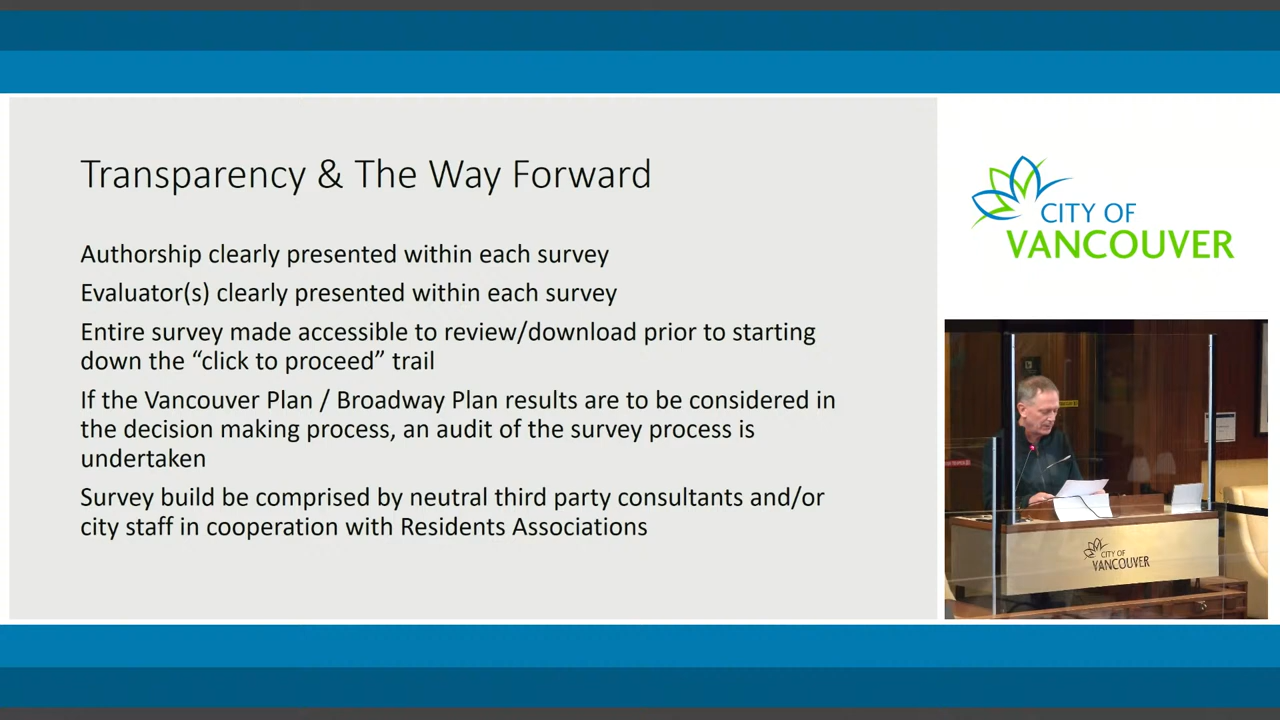 Transparency & The Way Forward
Authorship clearly presented within each survey
Evaluator(s) clearly presented within each survey
Entire survey made accessible to review/download prior to starting
down the “click to proceed” trail
If the Vancouver Plan / Broadway Plan results are to be considered in
the decision making process, an audit of the survey process is
undertaken
Survey build be comprised by neutral third party consultants and/or
city staff in cooperation with Residents Associations
CITY OF
VANCOUVER
CITY OF
VANCOUVER